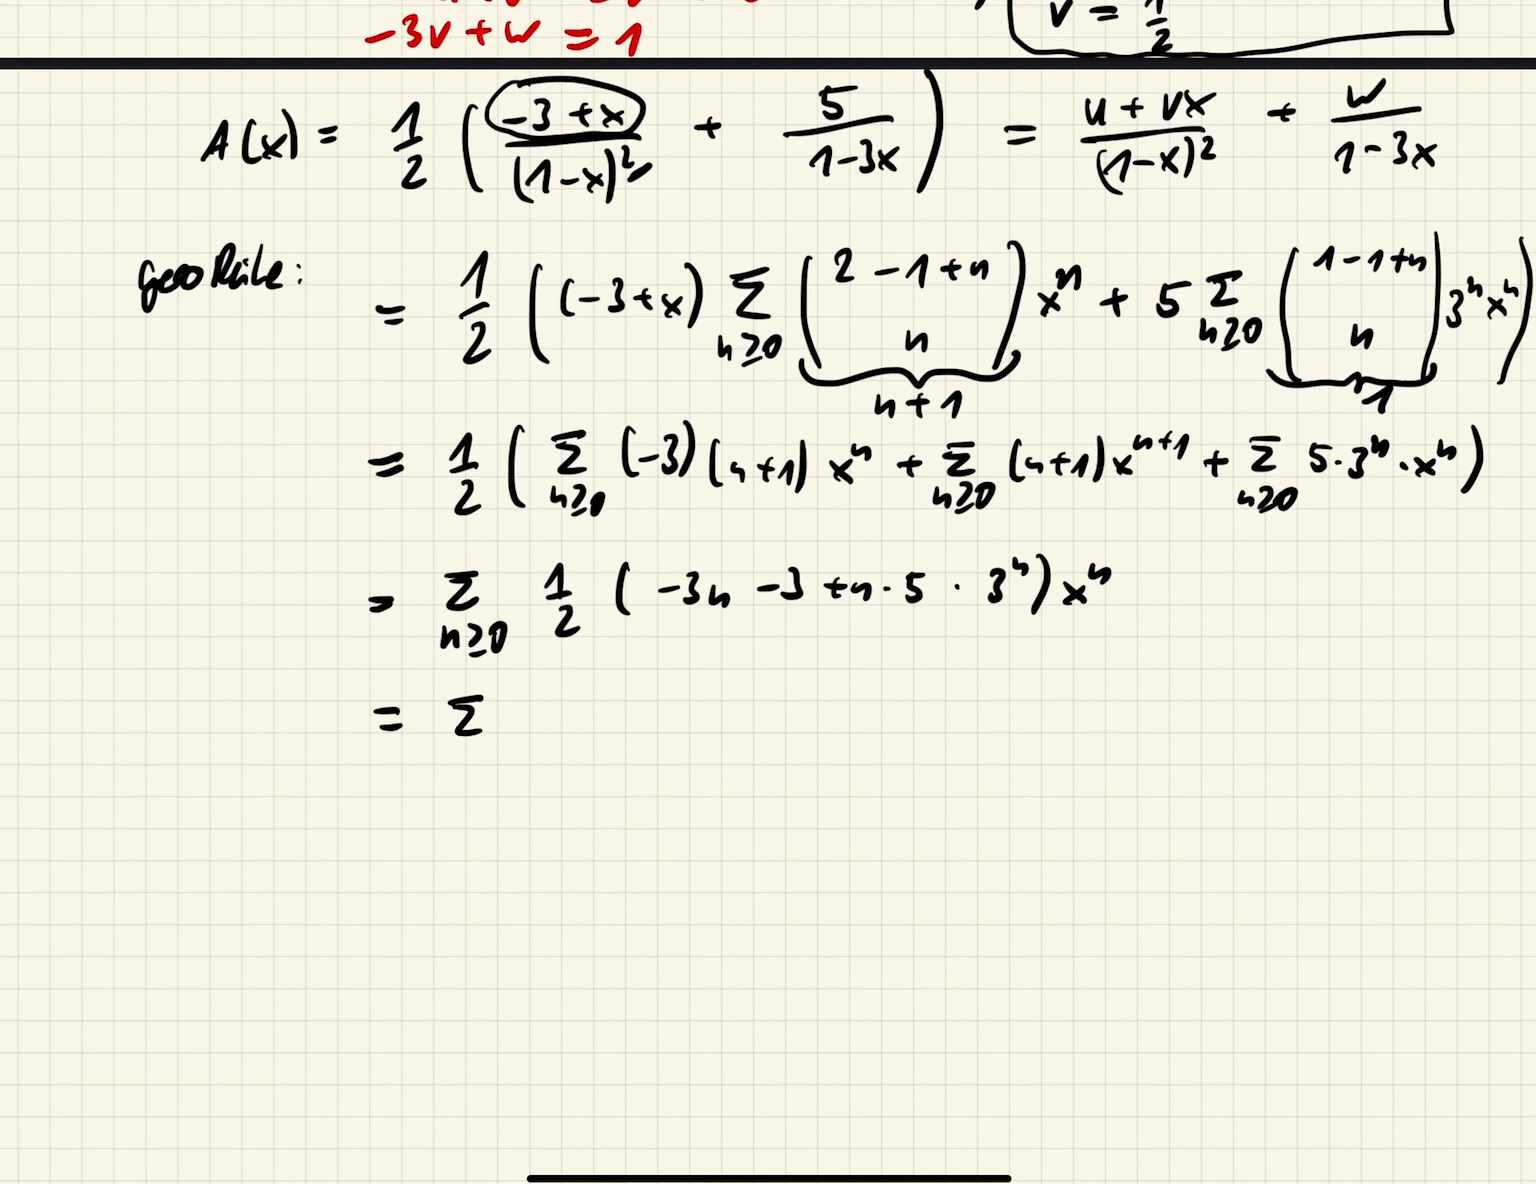 -3v + w = 1
v = 1/2
A(x) = 1/2 ( (-3 + x)/(1-x)² + 5/(1-3x) ) = (u + vx)/(1-x)² + w/(1-3x)
geo Reihe:
= 1/2 ( (-3+x) Σ_{n≥0} (2-1+n über n) x^n + 5 Σ_{n≥0} (1-1+n über n) 3^n x^n )
n+1 1
= 1/2 ( Σ_{n≥0} (-3)(n+1) x^n + Σ_{n≥0} (n+1)x^{n+1} + Σ_{n≥0} 5·3^n·x^n )
= Σ_{n≥0} 1/2 ( -3n -3 +n·5 · 3^n) x^n
= Σ